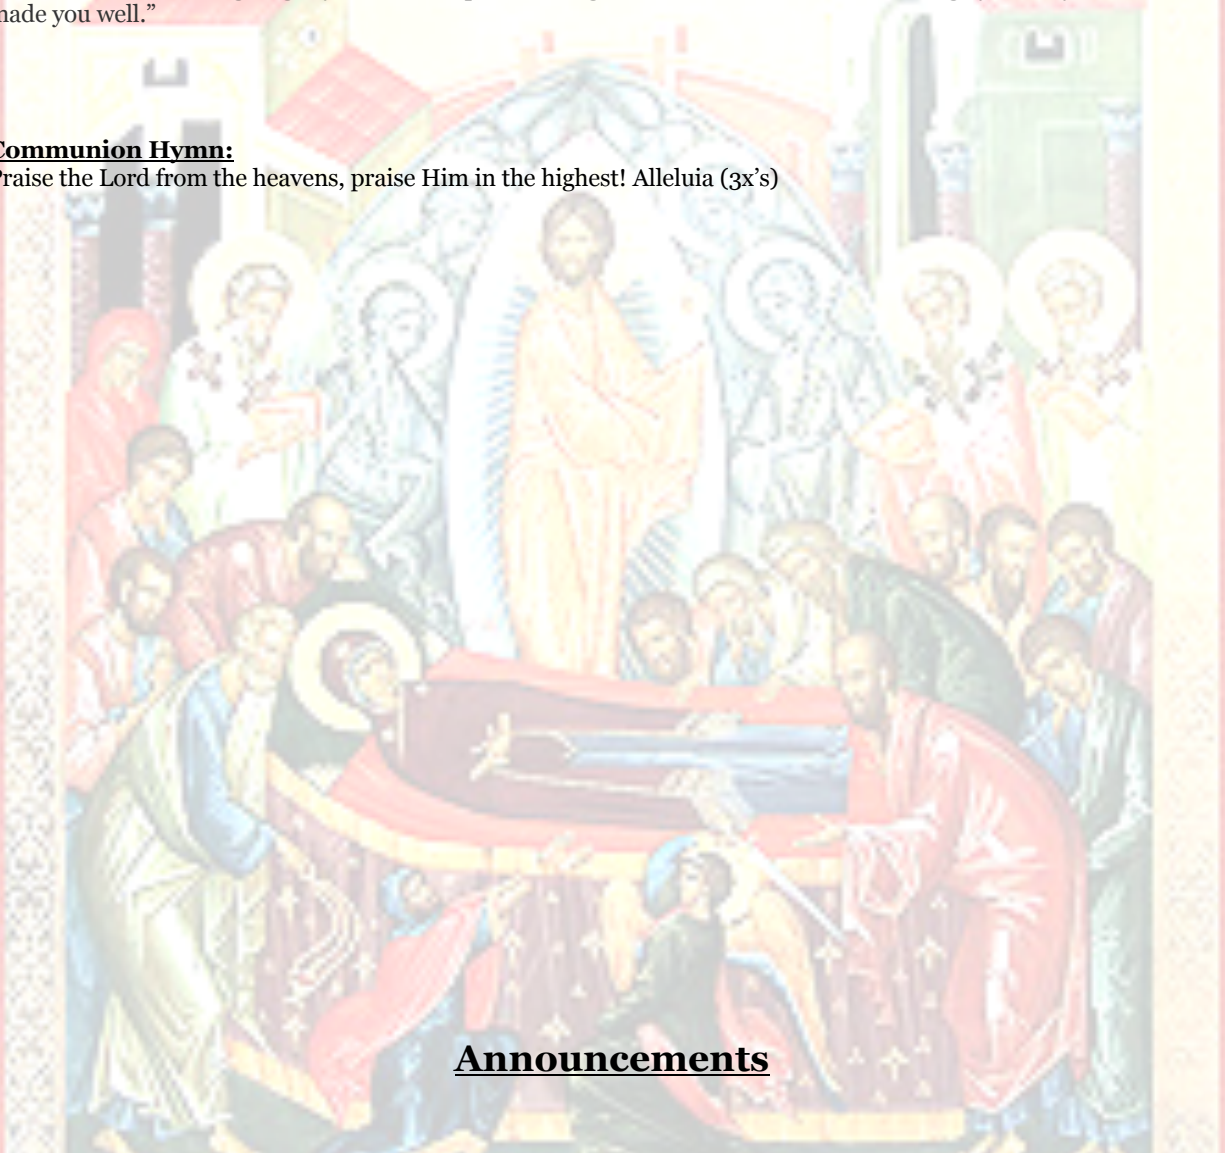 made you well.”
Communion Hymn:
Praise the Lord from the heavens, praise Him in the highest! Alleluia (3x’s)
Announcements